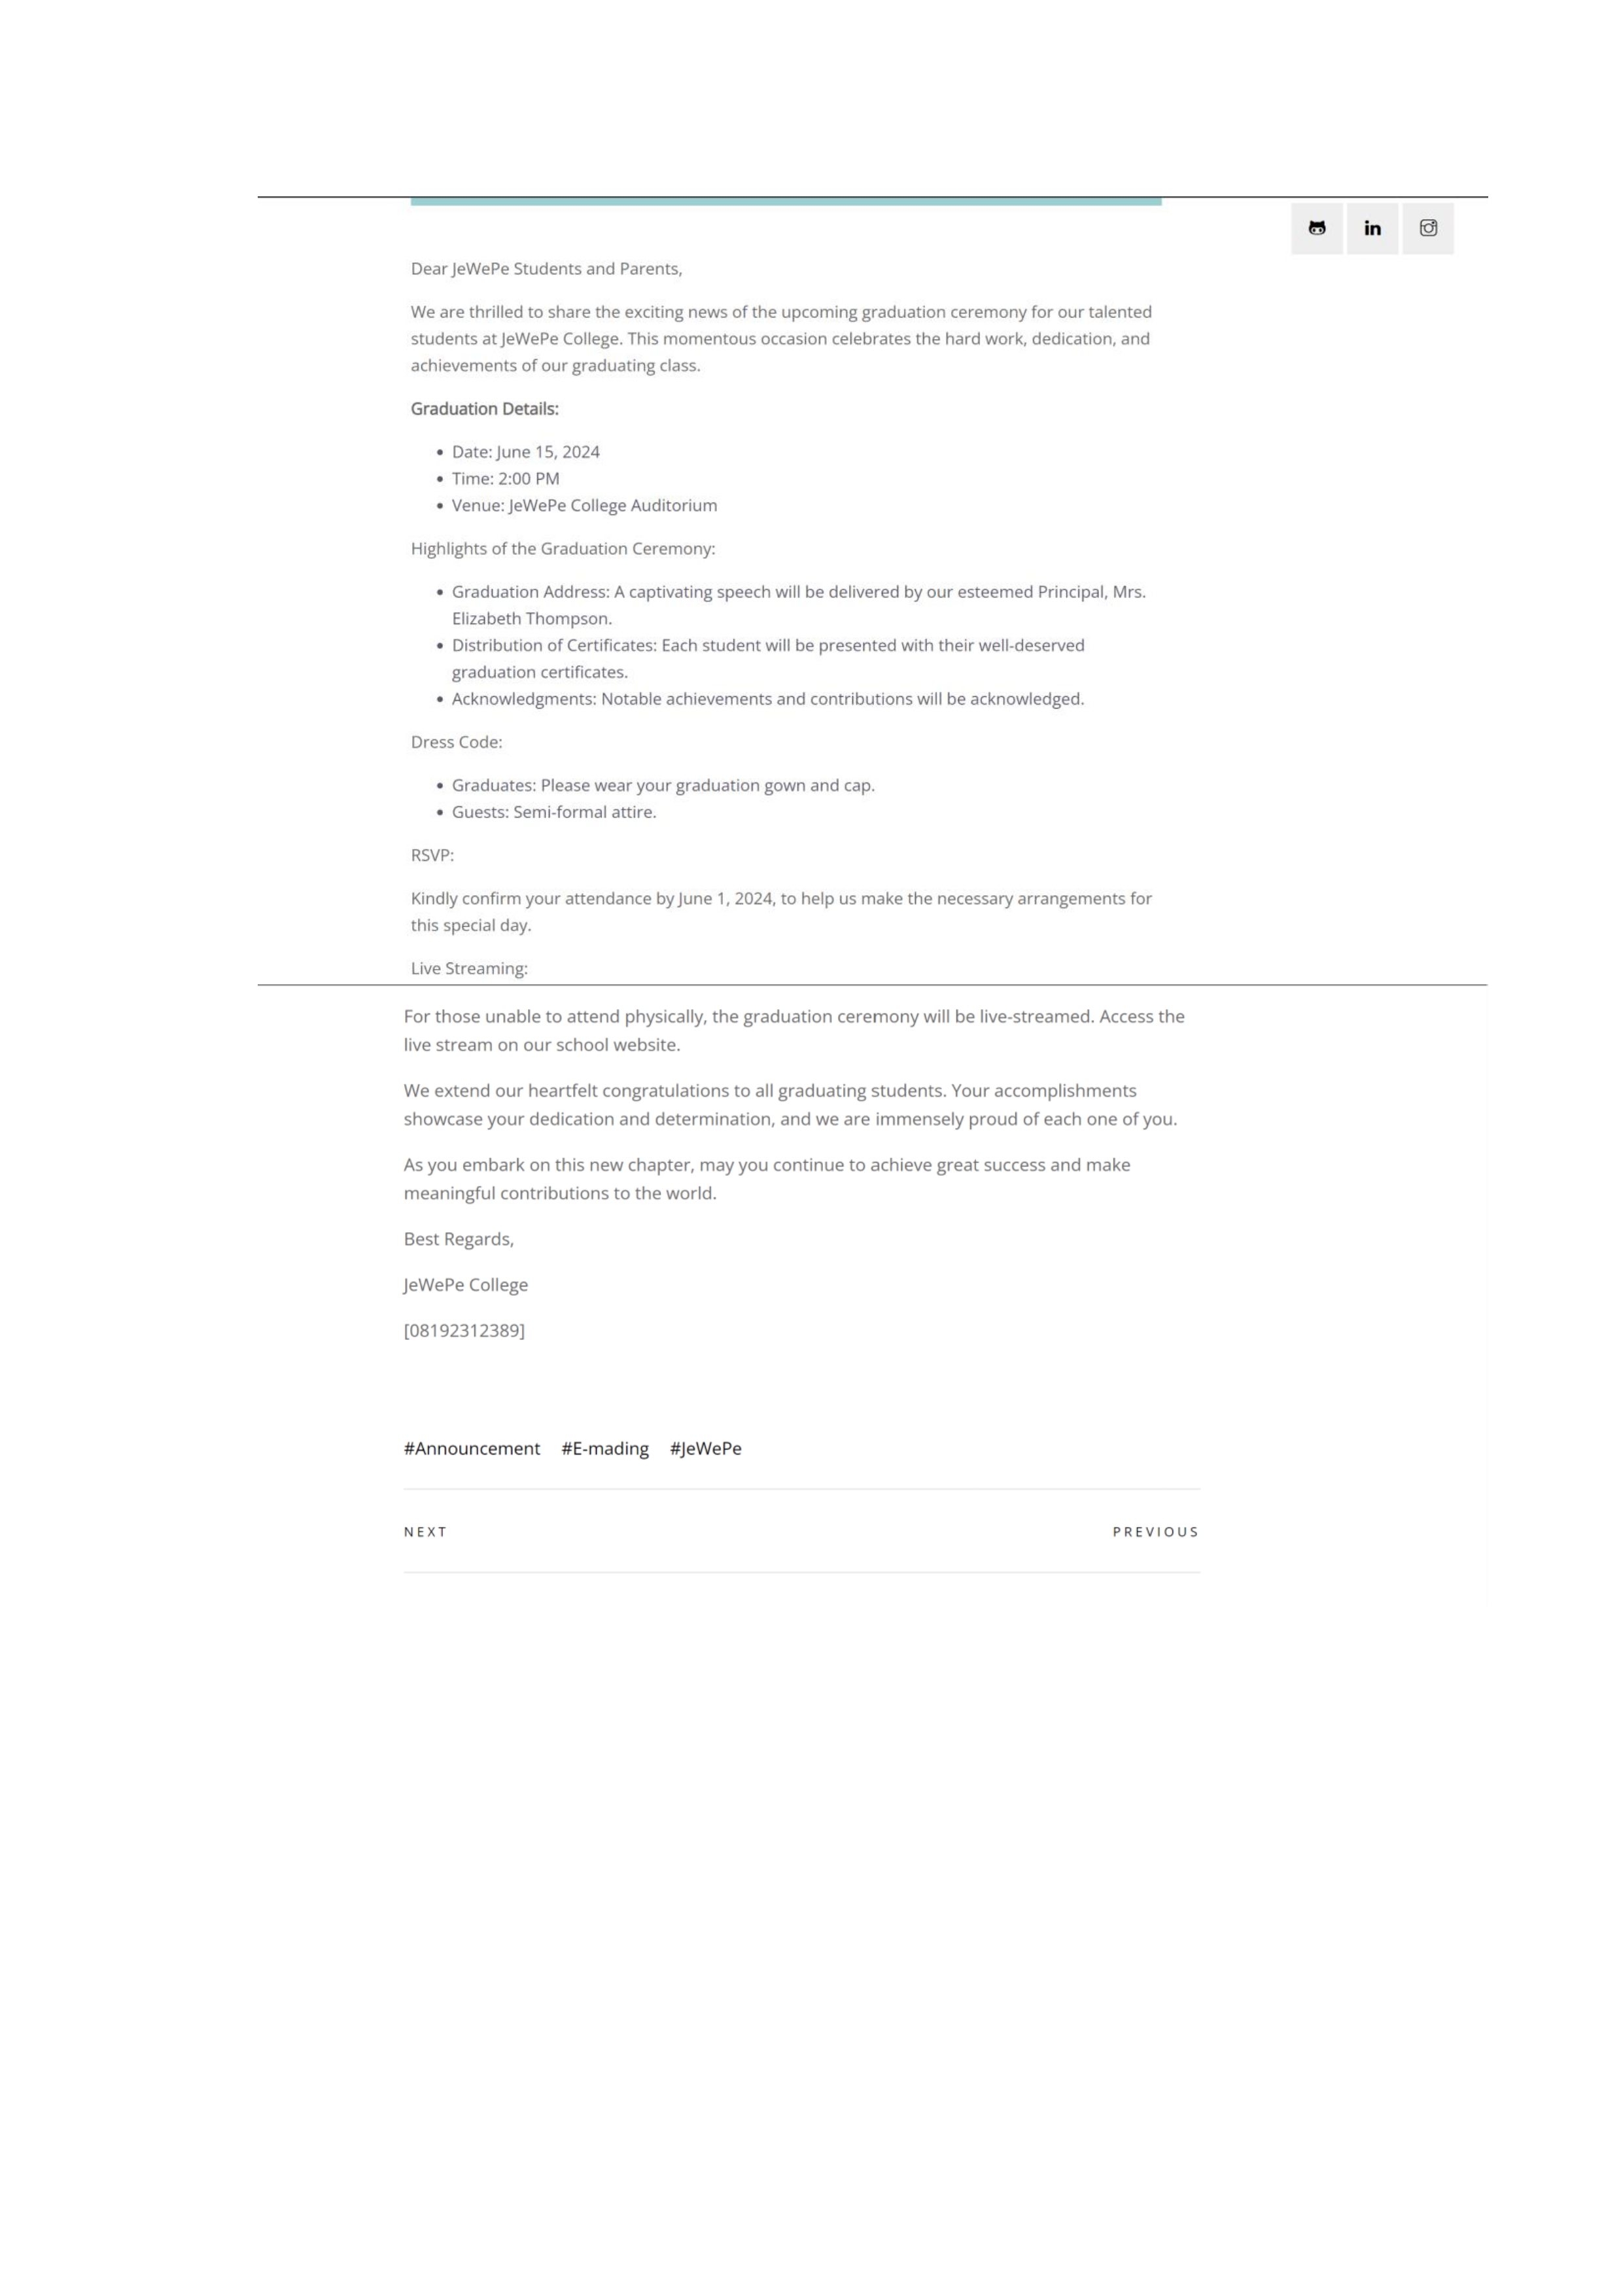 in
Dear JeWePe Students and Parents,
We are thrilled to share the exciting news of the upcoming graduation ceremony for our talented
students at JeWePe College. This momentous occasion celebrates the hard work, dedication, and
achievements of our graduating class.
Graduation Details:
• Date: June 15, 2024
• Time: 2:00 PM
• Venue: JeWePe College Auditorium
Highlights of the Graduation Ceremony:
• Graduation Address: A captivating speech will be delivered by our esteemed Principal, Mrs.
Elizabeth Thompson.
• Distribution of Certificates: Each student will be presented with their well-deserved
graduation certificates.
• Acknowledgments: Notable achievements and contributions will be acknowledged.
Dress Code:
• Graduates: Please wear your graduation gown and cap.
• Guests: Semi-formal attire.
RSVP:
Kindly confirm your attendance by June 1, 2024, to help us make the necessary arrangements for
this special day.
Live Streaming:
For those unable to attend physically, the graduation ceremony will be live-streamed. Access the
live stream on our school website.
We extend our heartfelt congratulations to all graduating students. Your accomplishments
showcase your dedication and determination, and we are immensely proud of each one of you.
As you embark on this new chapter, may you continue to achieve great success and make
meaningful contributions to the world.
Best Regards,
JeWePe College
[08192312389]
#Announcement #E-mading #JeWePe
NEXT PREVIOUS